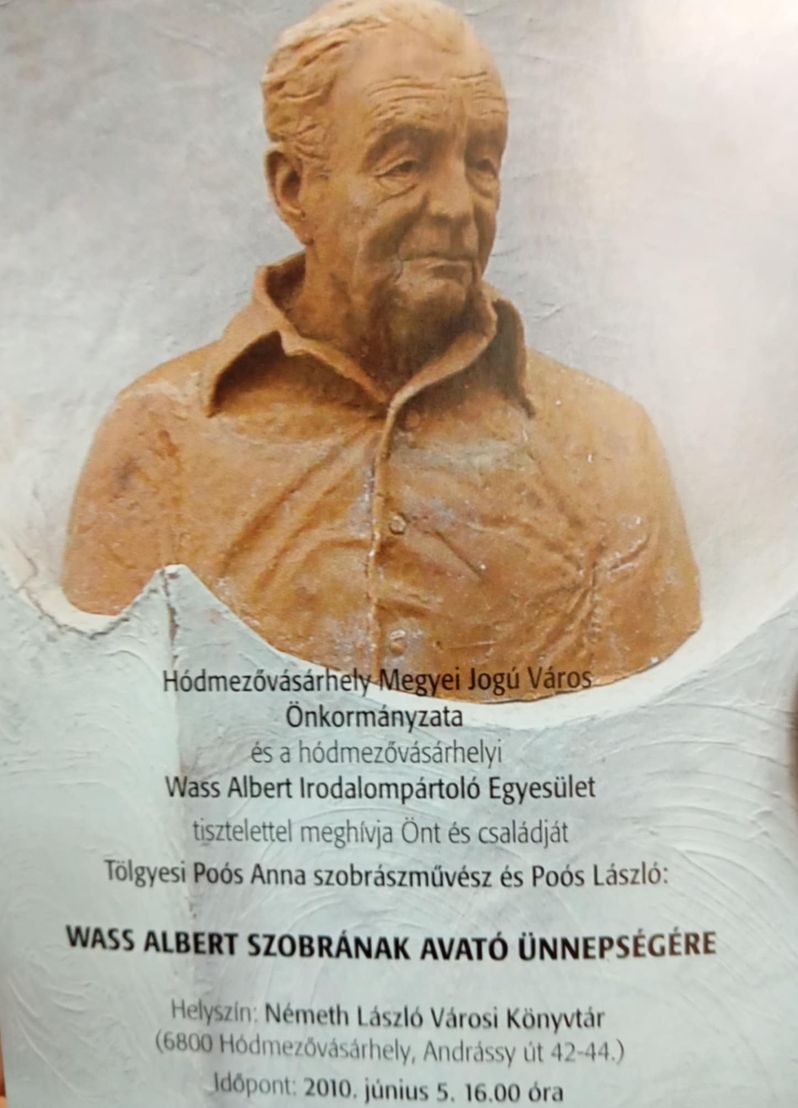 Hódmezővásárhely Megyei Jogú Város
Önkormányzata
és a hódmezővásárhelyi
Wass Albert Irodalompártoló Egyesület
tisztelettel meghívja Önt és családját
Tölgyesi Poós Anna szobrászművész és Poós László:
WASS ALBERT SZOBRÁNAK AVATÓ ÜNNEPSÉGÉRE
Helyszín: Németh László Városi Könyvtár
(6800 Hódmezővásárhely, Andrássy út 42-44.)
Időpont: 2010. június 5. 16.00 óra